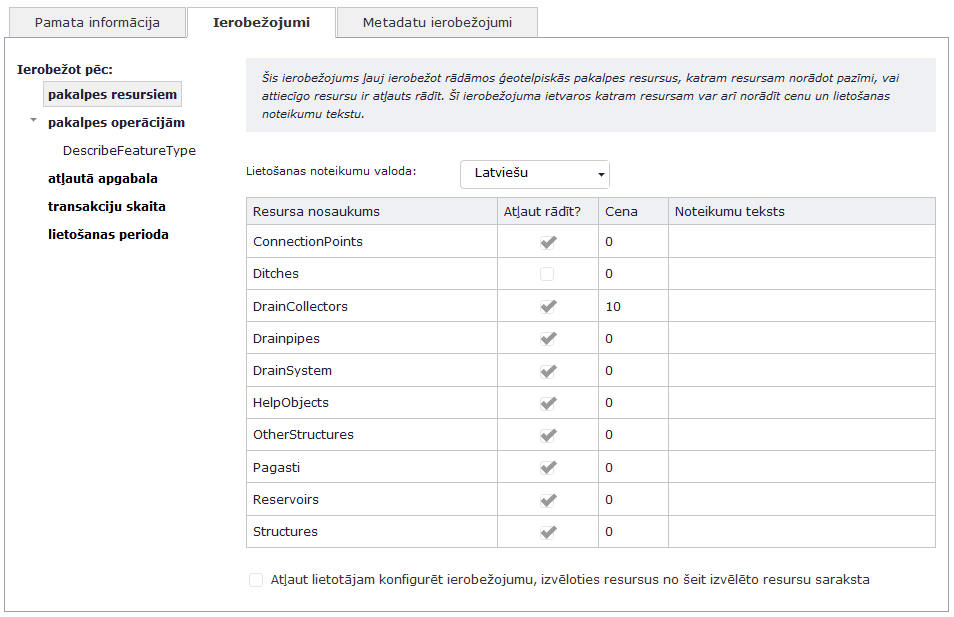 Pamata informācija
Ierobežojumi
Metadatu ierobežojumi
Ierobežot pēc:
pakalpes resursiem
pakalpes operācijām
DescribeFeatureType
atļautā apgabala
transakciju skaita
lietošanas perioda
Šis ierobežojums ļauj ierobežot rādāmos ģeotelpiskās pakalpes resursus, katram resursam norādot pazīmi, vai
attiecīgo resursu ir atļauts rādīt. Šī ierobežojuma ietvaros katram resursam var arī norādīt cenu un lietošanas
noteikumu tekstu.
Lietošanas noteikumu valoda: Latviešu
Resursa nosaukums Atļaut rādīt? Cena Noteikumu teksts
ConnectionPoints 0
Ditches 0
DrainCollectors 10
Drainpipes 0
DrainSystem 0
HelpObjects 0
OtherStructures 0
Pagasti 0
Reservoirs 0
Structures 0
Atļaut lietotājam konfigurēt ierobežojumu, izvēloties resursus no šeit izvēlēto resursu saraksta